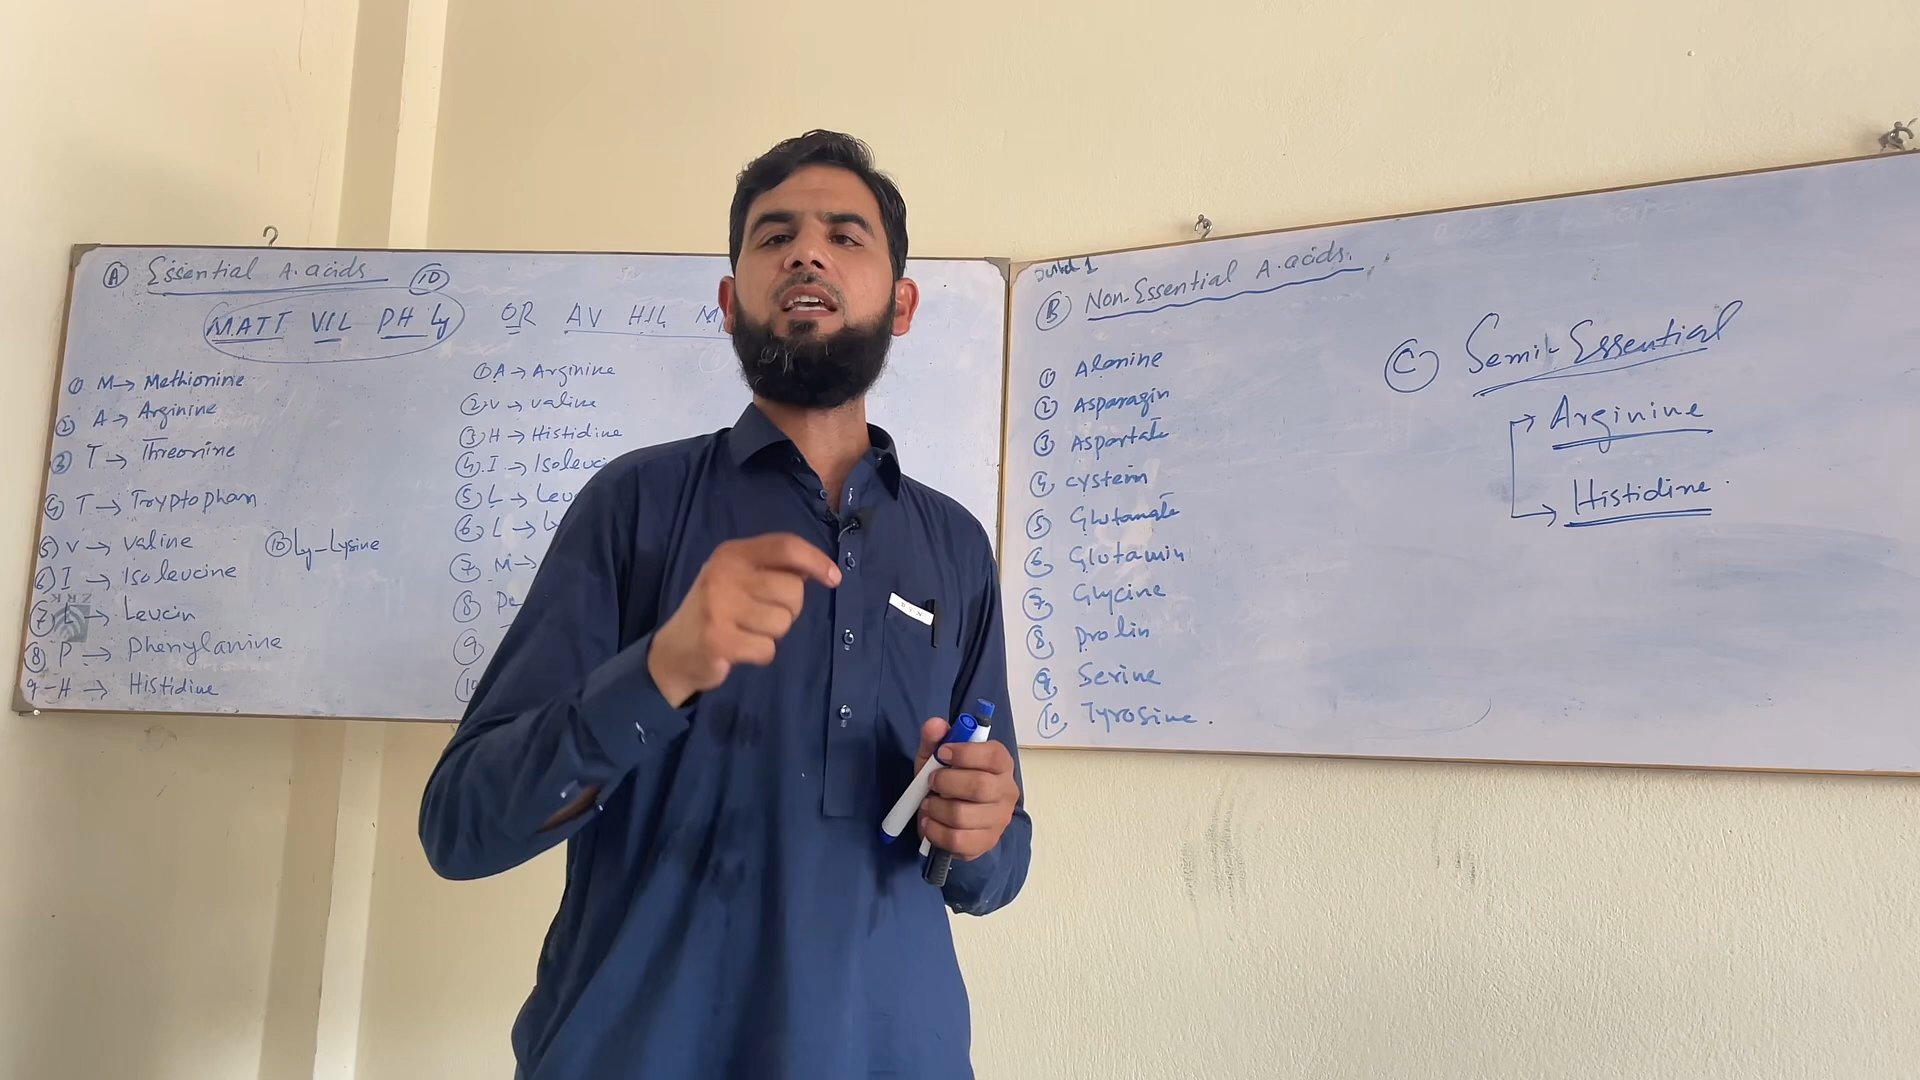 A Essential A.acids 10
MATT VIL PH Ly OR AV HIL M
1 M → Methionine
2 A → Arginine
3 T → Threonine
4 T → Tryptophan
5 V → Valine
6 I → Isoleucine
7 L → Leucin
8 P → Phenylanine
9-H → Histidine
10 Ly-Lysine
1 A → Arginine
2 V → Valine
3 H → Histidine
4 I → Isoleuc
5 L → Leu
6 L → L
7 M →
8
9
10
B Non-Essential A.acids.
1 Alanine
2 Asparagin
3 Aspartate
4 cystein
5 Glutamate
6 Glutamin
7 Glycine
8 prolin
9 Serine
10 Tyrosine.
C Semi-Essential
→ Arginine
→ Histidine.